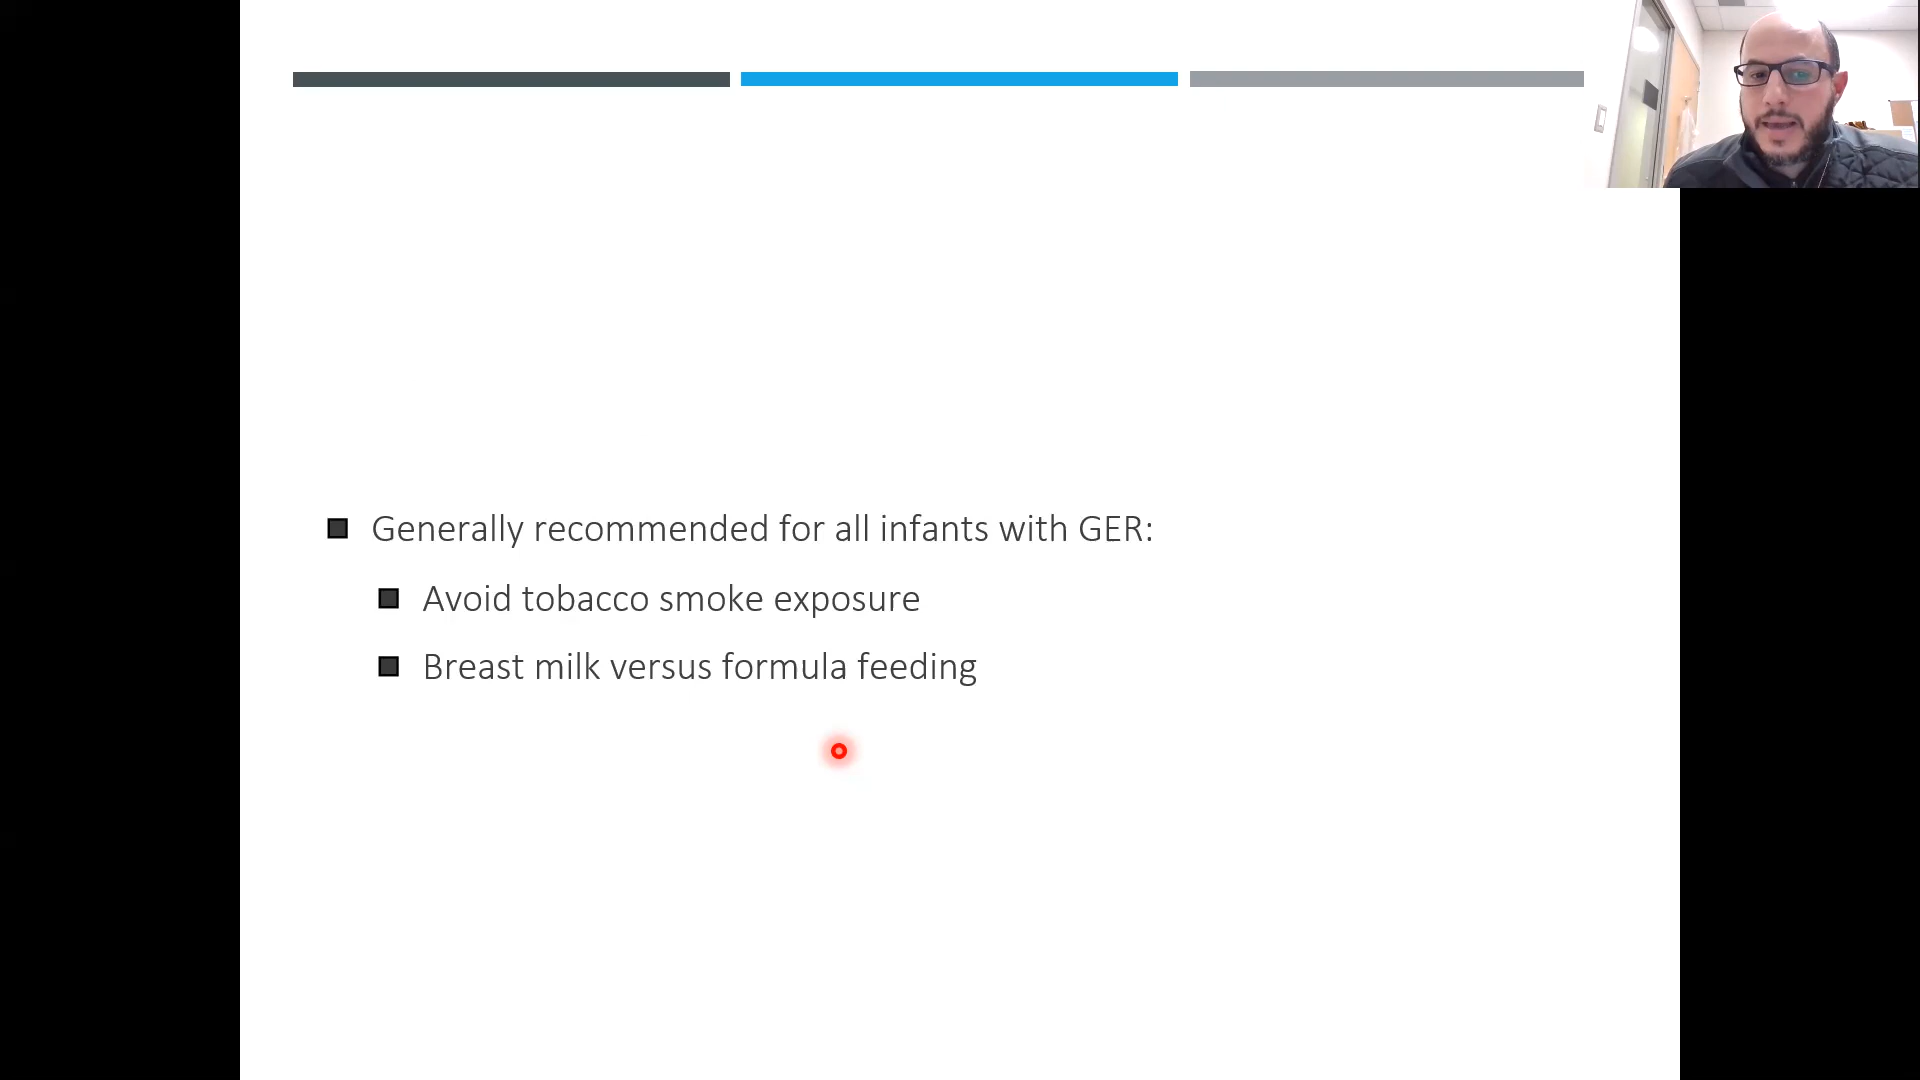 Generally recommended for all infants with GER:
Avoid tobacco smoke exposure
Breast milk versus formula feeding